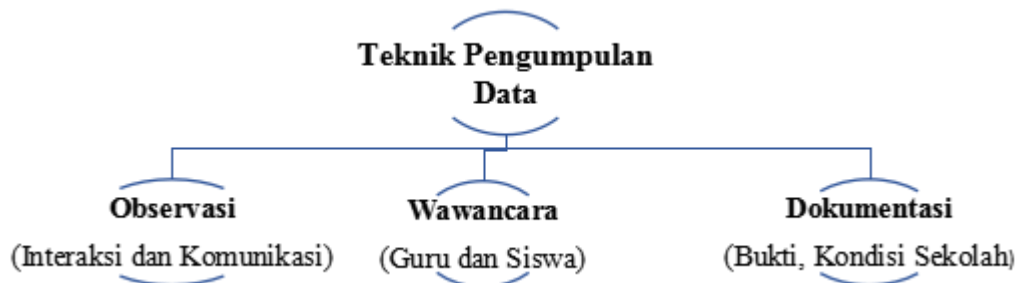 Teknik Pengumpulan
Data
Observasi
(Interaksi dan Komunikasi)
Wawancara
(Guru dan Siswa)
Dokumentasi
(Bukti, Kondisi Sekolah)